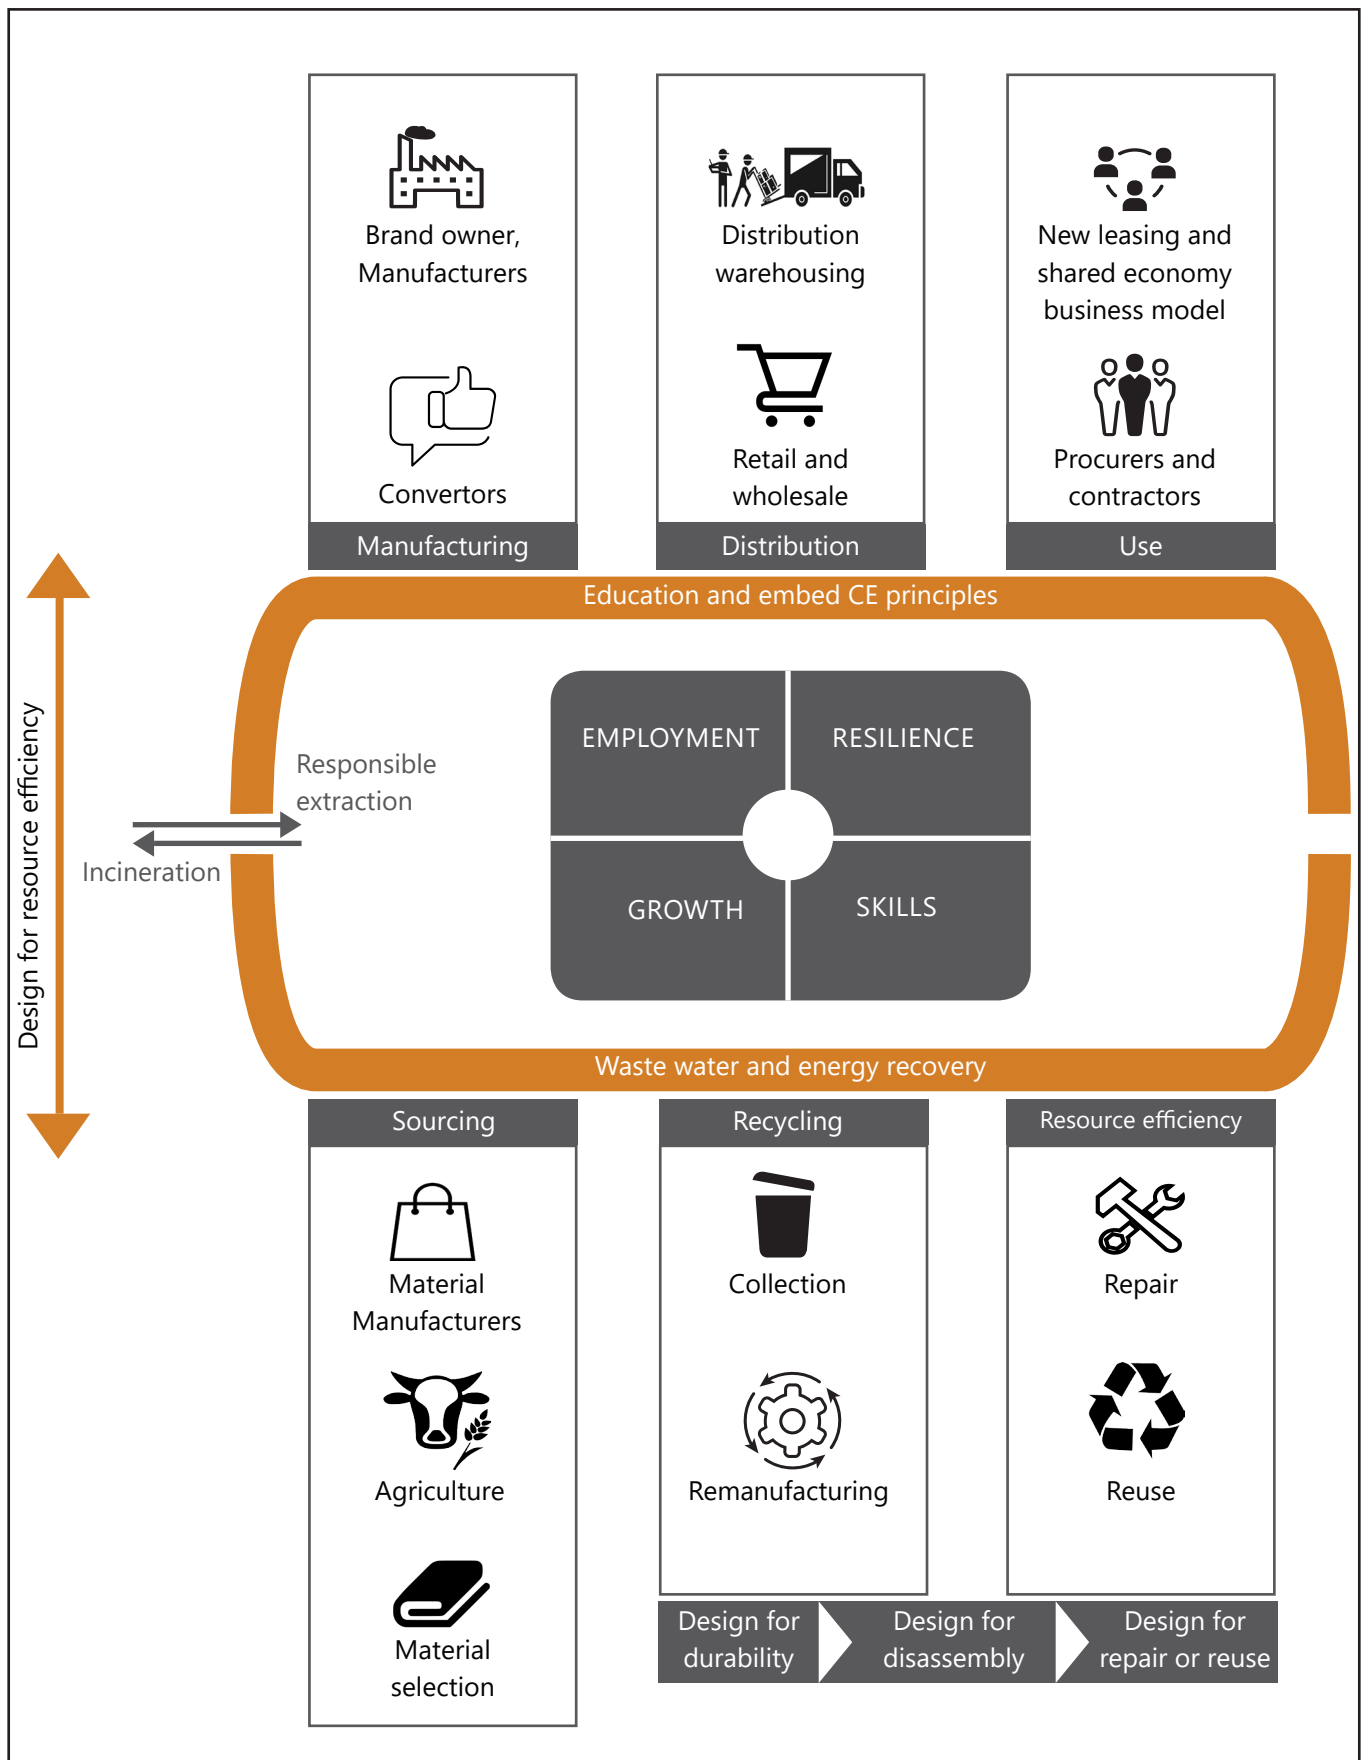 Brand owner,
Manufacturers
Convertors
Manufacturing
Distribution
warehousing
Retail and
wholesale
Distribution
New leasing and
shared economy
business model
Procurers and
contractors
Use
Education and embed CE principles
Design for resource efficiency
Responsible
extraction
Incineration
EMPLOYMENT
RESILIENCE
GROWTH
SKILLS
Waste water and energy recovery
Sourcing
Material
Manufacturers
Agriculture
Material
selection
Recycling
Collection
Remanufacturing
Resource efficiency
Repair
Reuse
Design for
durability
Design for
disassembly
Design for
repair or reuse